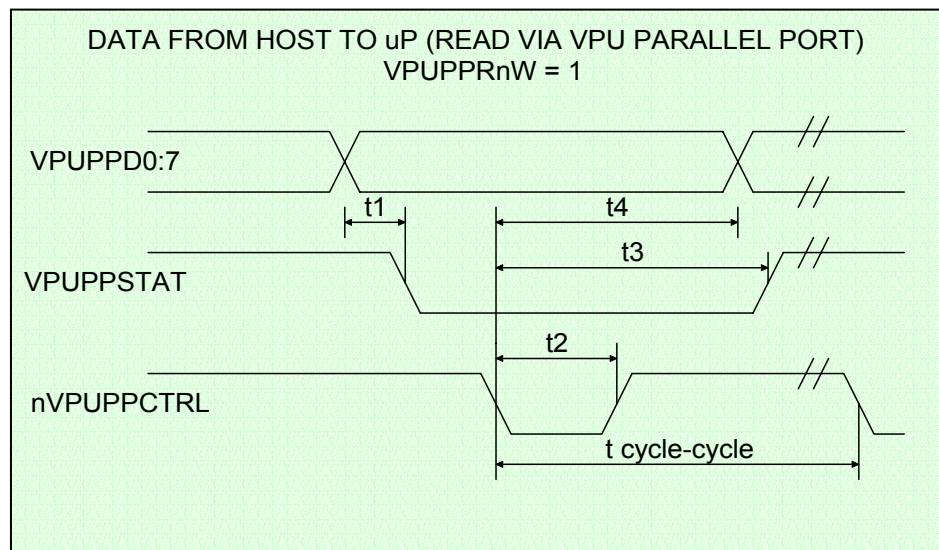 DATA FROM HOST TO uP (READ VIA VPU PARALLEL PORT)
VPUPPRnW = 1
VPUPPD0:7
t1
t4
t3
VPUPPSTAT
t2
nVPUPPCTRL
t cycle-cycle